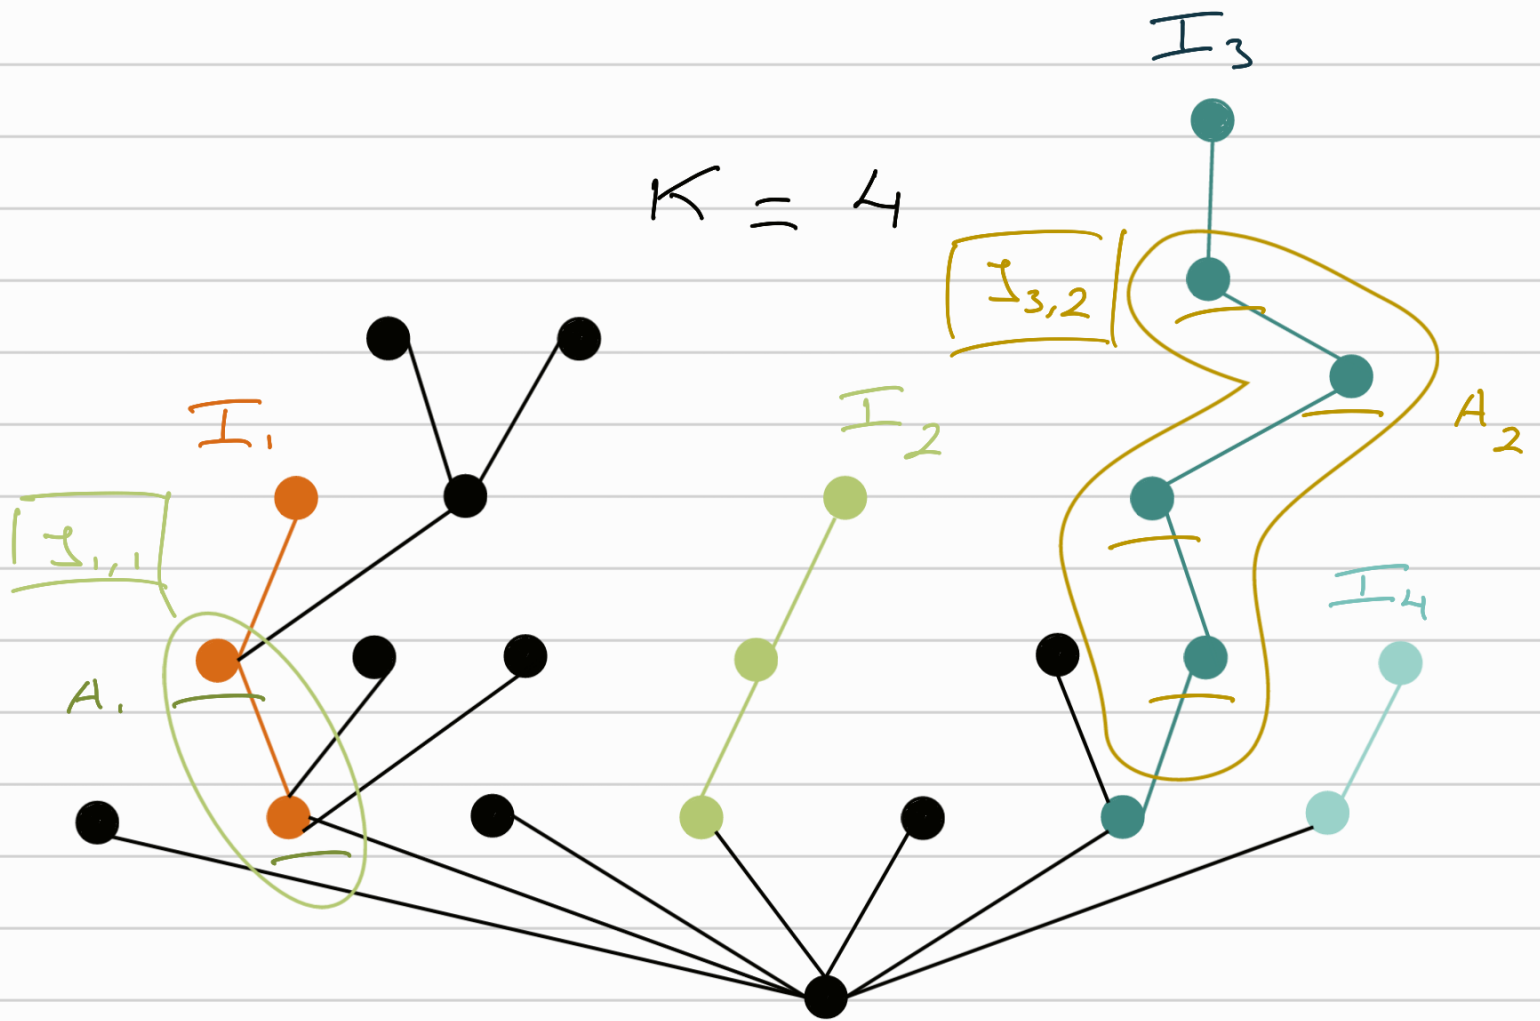 I₃
K = 4
I₃,₂
A₂
I₂
I₁
I₁,₁
I₄
A₁